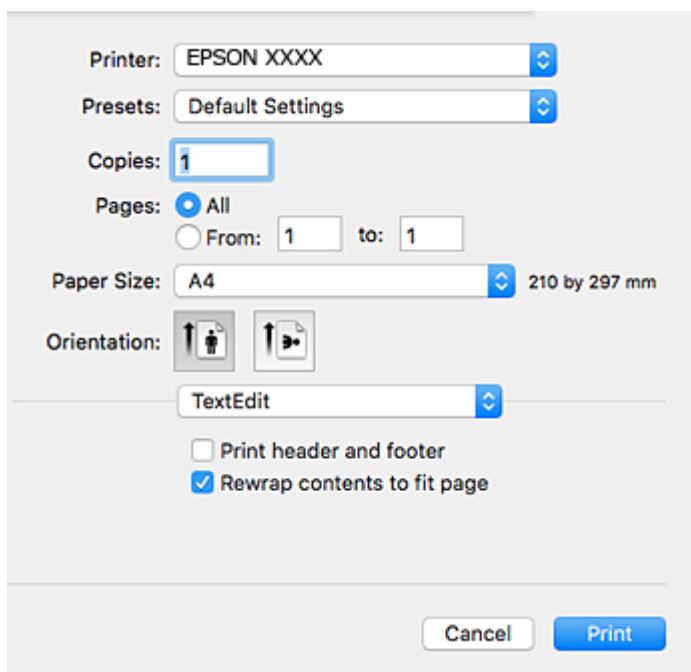 Printer: EPSON XXXX
Presets: Default Settings
Copies: 1
Pages: All
From: 1 to: 1
Paper Size: A4 210 by 297 mm
Orientation:
TextEdit
Print header and footer
Rewrap contents to fit page
Cancel Print